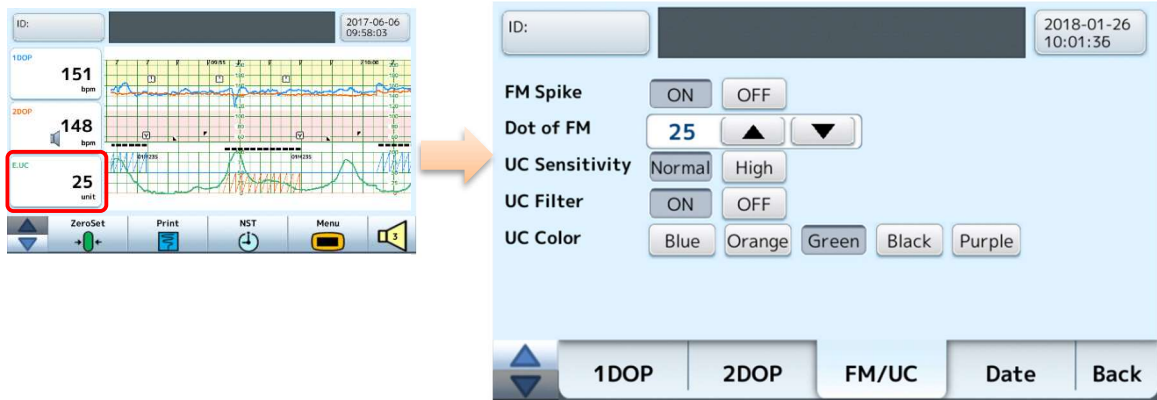 ID:
2017-06-06
09:58:03
1DOP
151
bpm
2DOP
148
bpm
E.UC
25
unit
ZeroSet
Print
NST
Menu
3
ID:
2018-01-26
10:01:36
FM Spike ON OFF
Dot of FM 25
UC Sensitivity Normal High
UC Filter ON OFF
UC Color Blue Orange Green Black Purple
1DOP 2DOP FM/UC Date Back